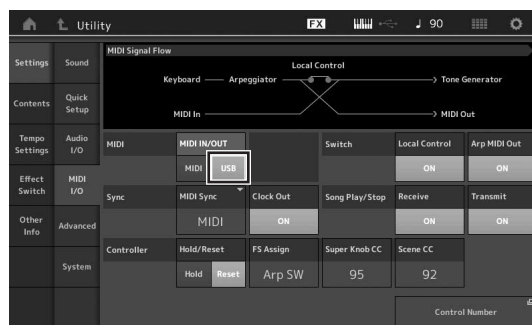 Utility
FX
90
Settings
Sound
Contents
Quick Setup
Tempo Settings
Audio I/O
Effect Switch
MIDI I/O
Other Info
Advanced
System
MIDI Signal Flow
Local Control
Keyboard
Arpeggiator
Tone Generator
MIDI In
MIDI Out
MIDI
MIDI IN/OUT
MIDI
USB
Switch
Local Control
ON
Arp MIDI Out
ON
Sync
MIDI Sync
MIDI
Clock Out
ON
Song Play/Stop
Receive
ON
Transmit
ON
Controller
Hold/Reset
Hold
Reset
FS Assign
Arp SW
Super Knob CC
95
Scene CC
92
Control Number